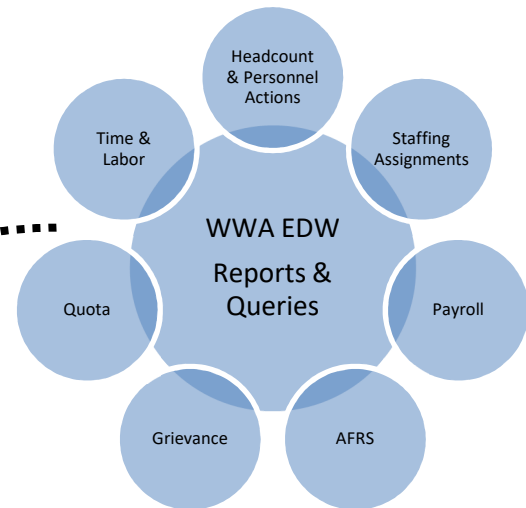 Headcount
& Personnel
Actions
Time &
Labor
Staffing
Assignments
WWA EDW
Reports &
Queries
Quota
Payroll
Grievance
AFRS